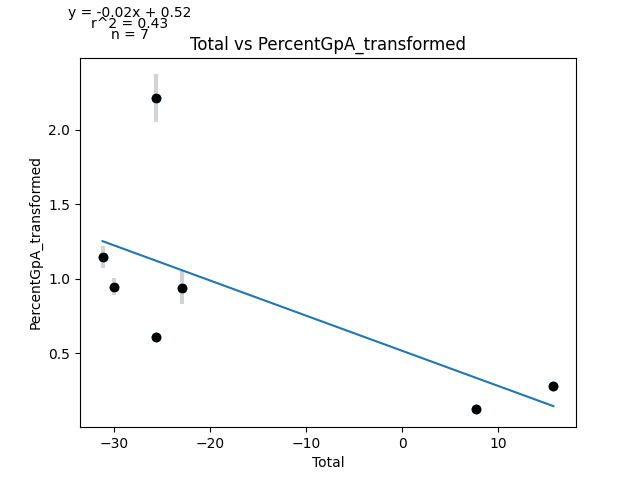 y = -0.02x + 0.52
r^2 = 0.43
n = 7
Total vs PercentGpA_transformed
PercentGpA_transformed
2.0
1.5
1.0
0.5
−30
−20
−10
0
10
Total